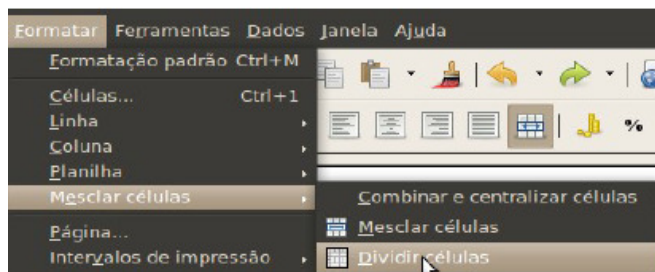 Formatar Ferramentas Dados Janela Ajuda
Formatação padrão Ctrl+M
Células... Ctrl+1
Linha
Coluna
Planilha
Mesclar células
Página...
Intervalos de impressão
%
Combinar e centralizar células
Mesclar células
Dividir células